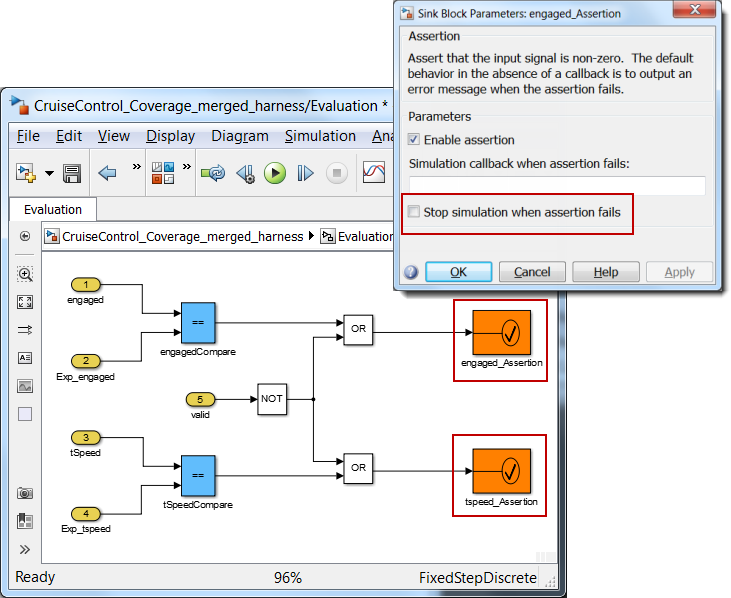 Sink Block Parameters: engaged_Assertion
Assertion
Assert that the input signal is non-zero. The default
behavior in the absence of a callback is to output an
error message when the assertion fails.
Parameters
Enable assertion
Simulation callback when assertion fails:
Stop simulation when assertion fails
OK Cancel Help Apply
CruiseControl_Coverage_merged_harness/Evaluation *
File Edit View Display Diagram Simulation Ana
Evaluation
CruiseControl_Coverage_merged_harness Evaluation
1
engaged
==
engagedCompare
OR
engaged_Assertion
2
Exp_engaged
5
valid
NOT
3
tSpeed
==
tSpeedCompare
OR
tspeed_Assertion
4
Exp_tspeed
Ready 96% FixedStepDiscrete